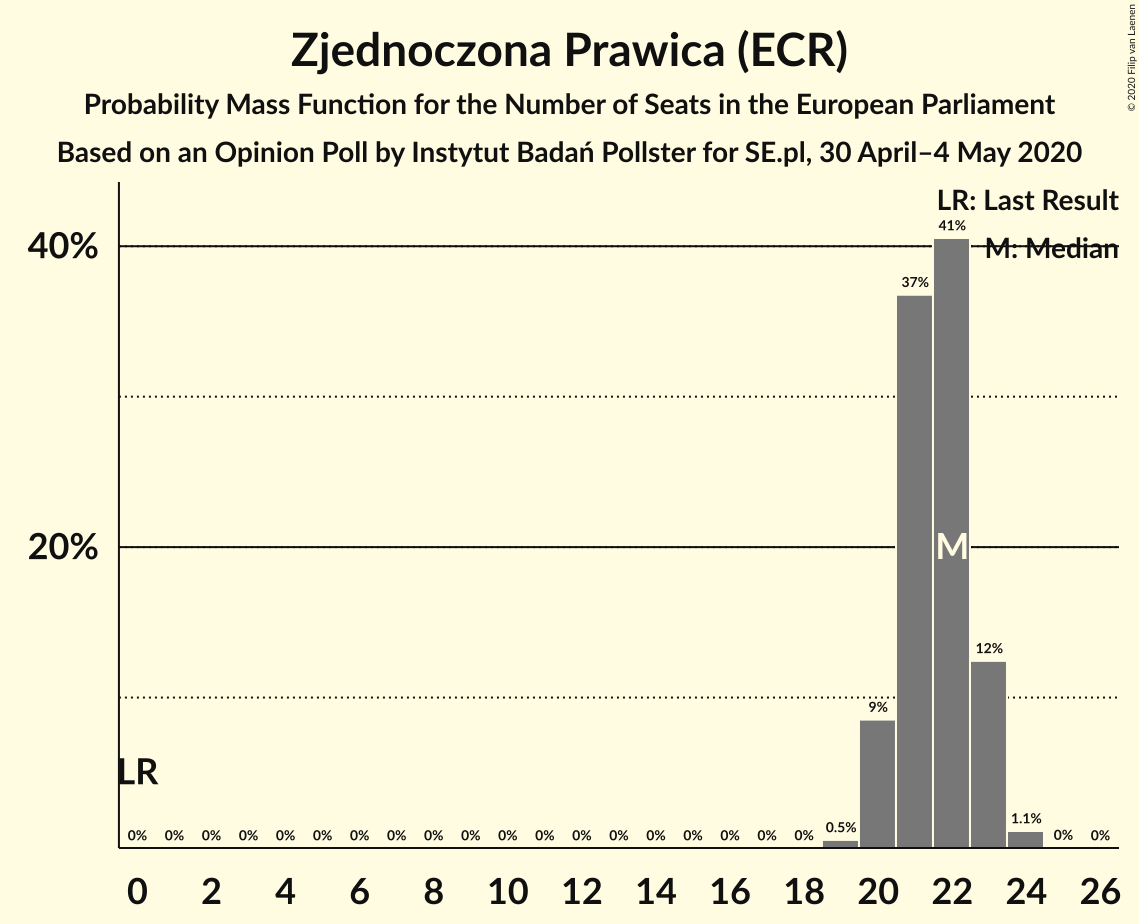 Zjednoczona Prawica (ECR)
Probability Mass Function for the Number of Seats in the European Parliament
Based on an Opinion Poll by Instytut Badań Pollster for SE.pl, 30 April–4 May 2020
© 2020 Filip van Laenen
LR: Last Result
M: Median
40%
20%
41%
37%
M
12%
9%
LR
0% 0% 0% 0% 0% 0% 0% 0% 0% 0% 0% 0% 0% 0% 0% 0% 0% 0% 0% 0.5% 1.1% 0% 0%
0 2 4 6 8 10 12 14 16 18 20 22 24 26